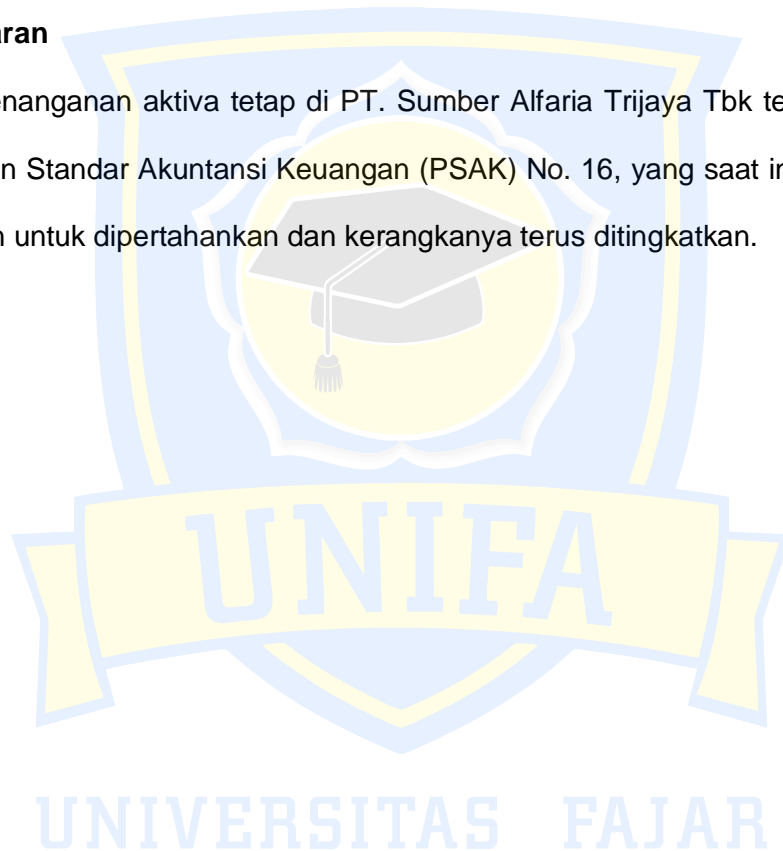 aran
enanganan aktiva tetap di PT. Sumber Alfaria Trijaya Tbk te
n Standar Akuntansi Keuangan (PSAK) No. 16, yang saat in
n untuk dipertahankan dan kerangkanya terus ditingkatkan.
UNIFA
UNIVERSITAS FAJAR